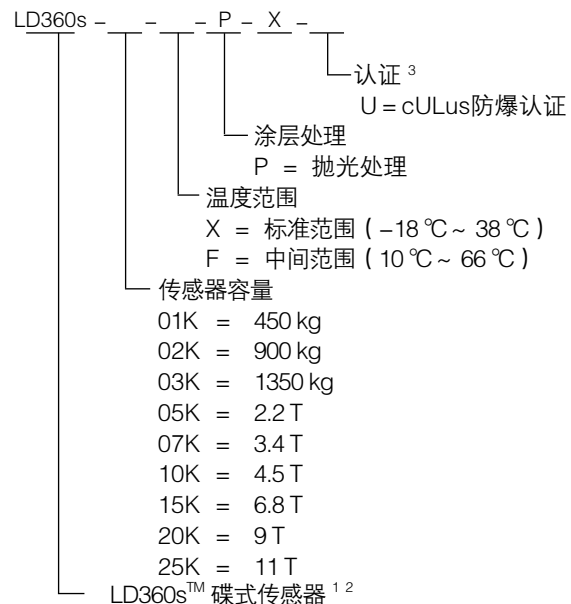 LD360s – – – P – X –
认证 3
U = cULus防爆认证
涂层处理
P = 抛光处理
温度范围
X = 标准范围 ( –18 ℃ ~ 38 ℃ )
F = 中间范围 ( 10 ℃ ~ 66 ℃ )
传感器容量
01K = 450 kg
02K = 900 kg
03K = 1350 kg
05K = 2.2 T
07K = 3.4 T
10K = 4.5 T
15K = 6.8 T
20K = 9 T
25K = 11 T
LD360s™ 碟式传感器 1 2